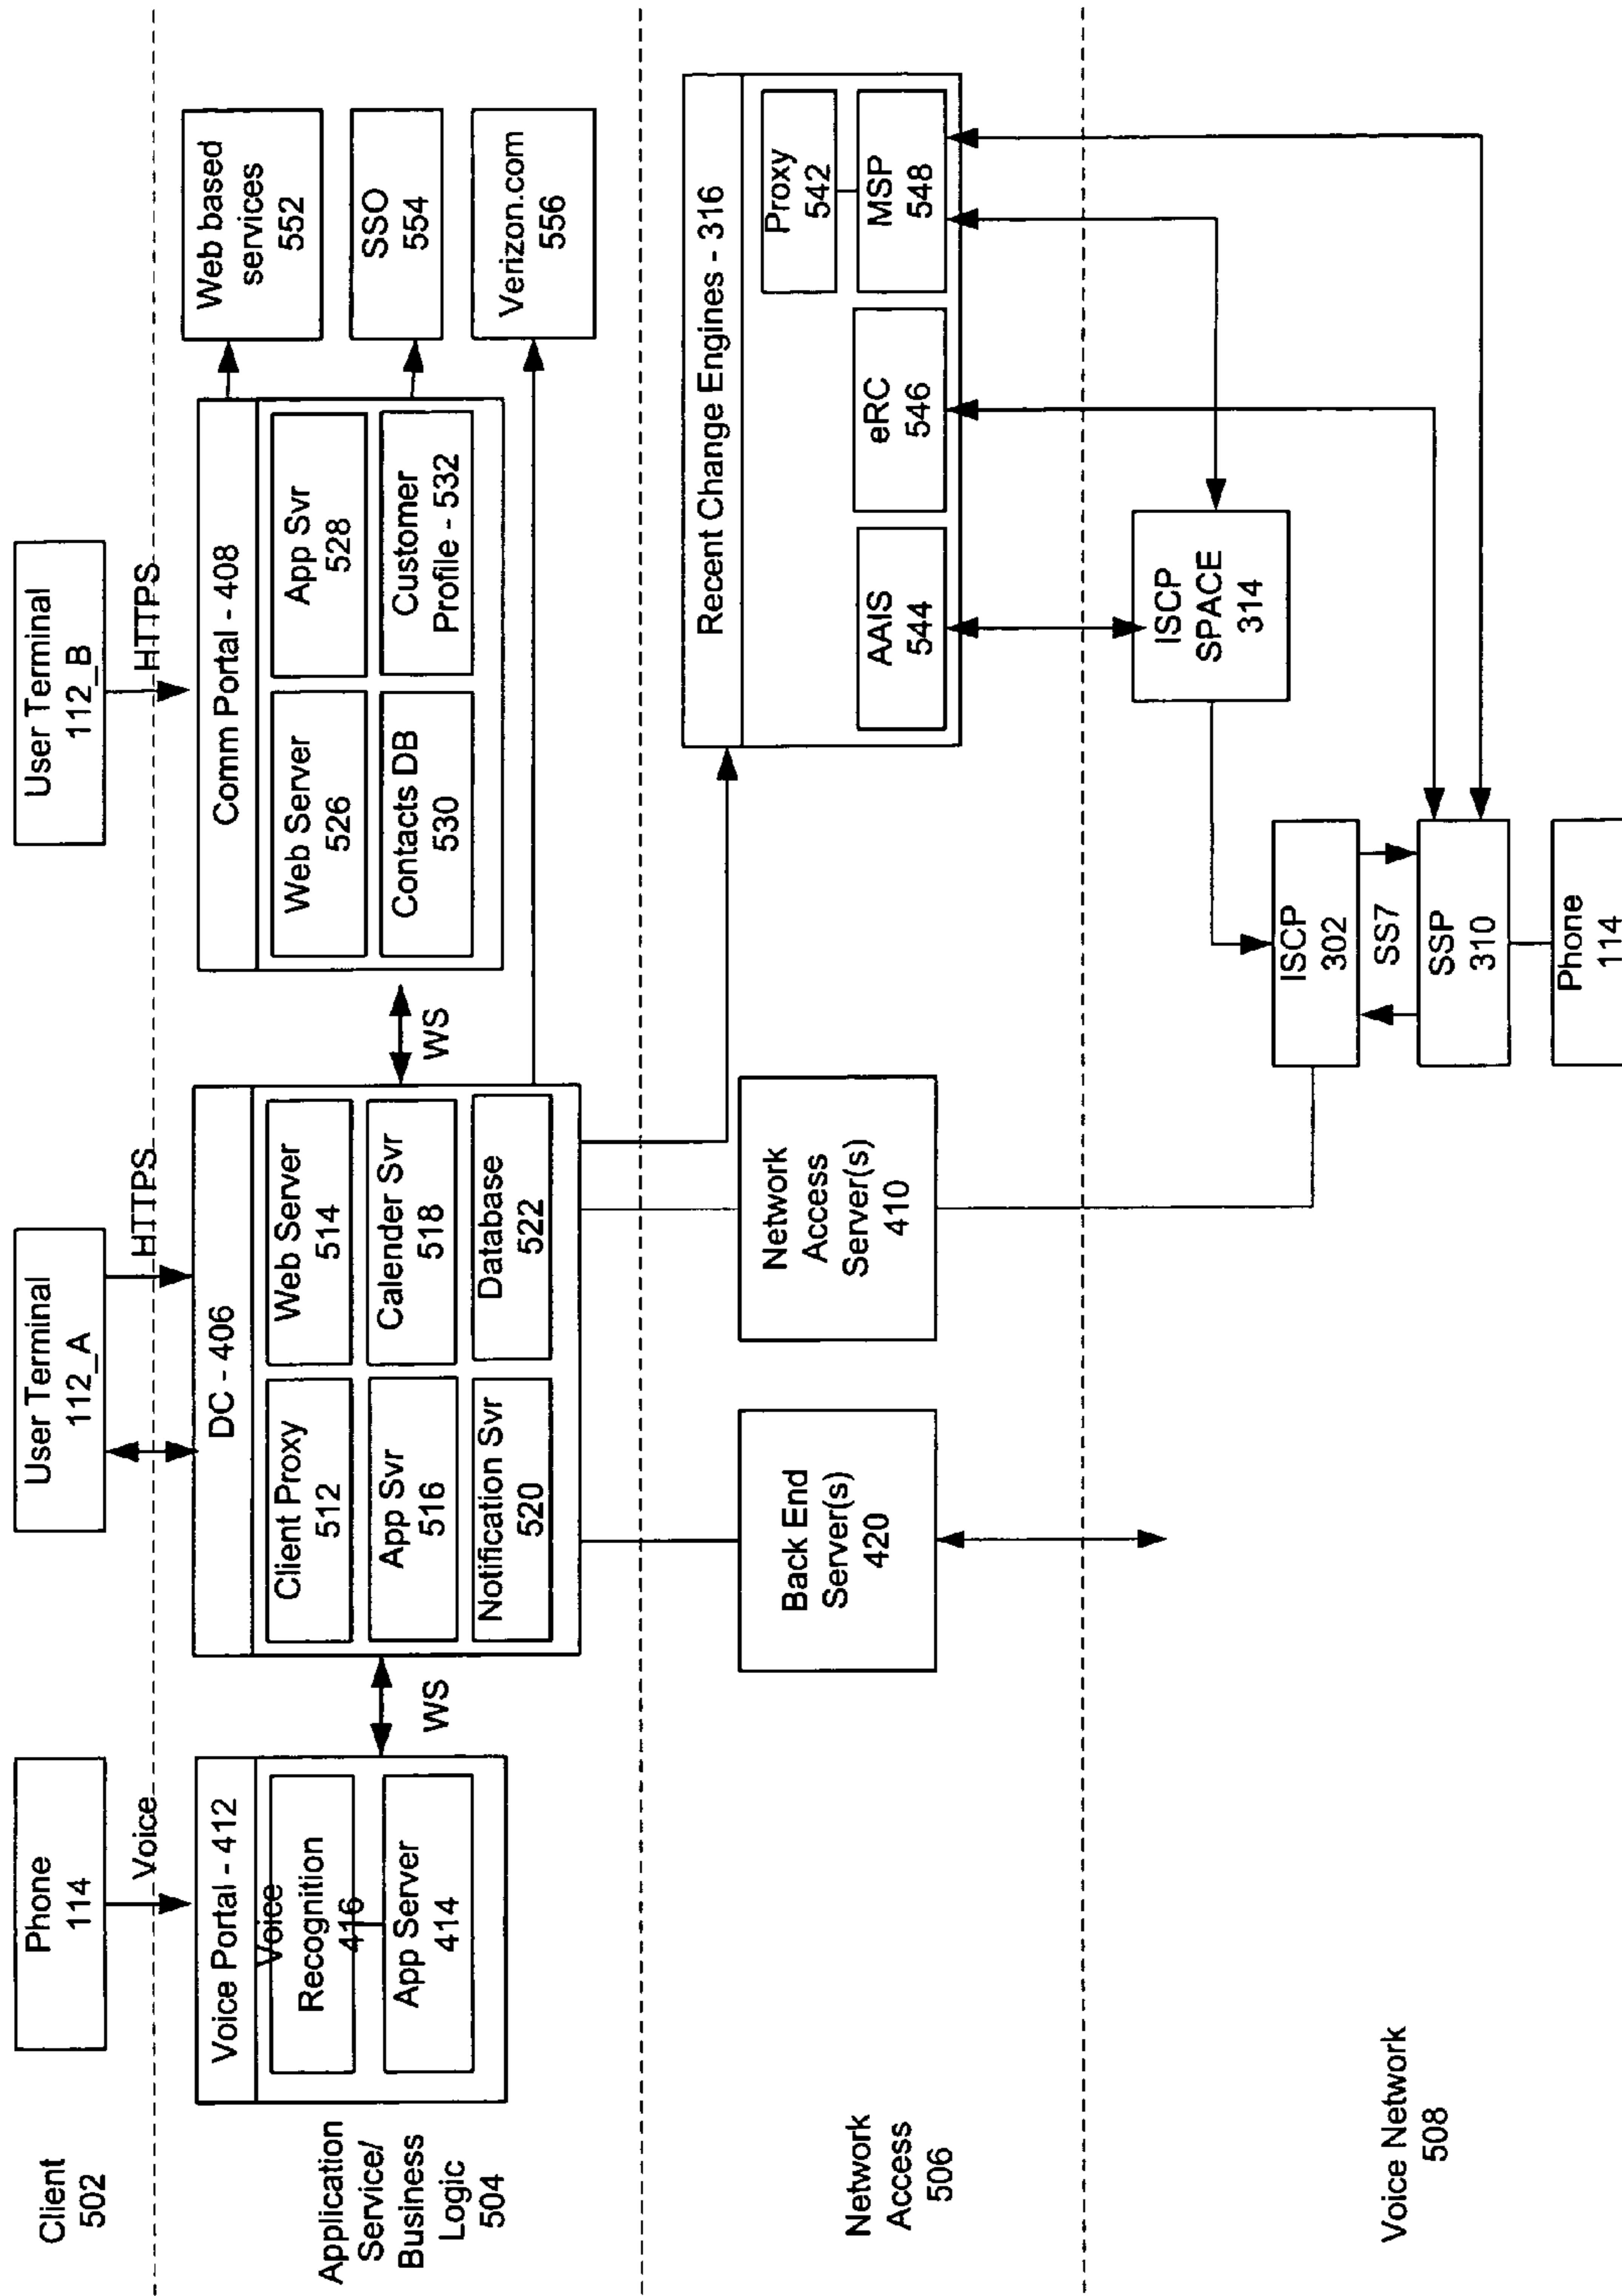 Client
502
Phone
114
User Terminal
112_A
User Terminal
112_B
Voice
HTTPS
HTTPS
Application
Service/
Business
Logic
504
Voice Portal - 412
Voice
Recognition
416
App Server
414
WS
DC - 406
Client Proxy
512
Web Server
514
App Svr
516
Calender Svr
518
Notification Svr
520
Database
522
WS
Comm Portal - 408
Web Server
526
App Svr
528
Contacts DB
530
Customer
Profile - 532
Web based
services
552
SSO
554
Verizon.com
556
Network
Access
506
Back End
Server(s)
420
Network
Access
Server(s)
410
Recent Change Engines - 316
Proxy
542
AAIS
544
eRC
546
MSP
548
Voice Network
508
ISCP
SPACE
314
ISCP
302
SS7
SSP
310
Phone
114